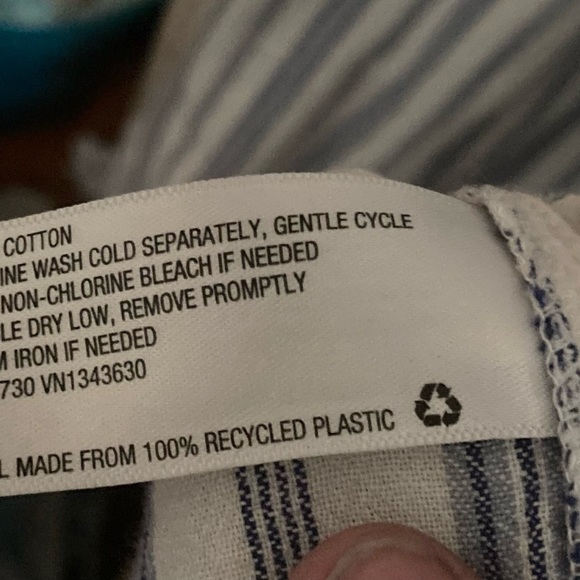 COTTON
INE WASH COLD SEPARATELY, GENTLE CYCLE
NON-CHLORINE BLEACH IF NEEDED
LE DRY LOW, REMOVE PROMPTLY
M IRON IF NEEDED
730 VN1343630
L MADE FROM 100% RECYCLED PLASTIC